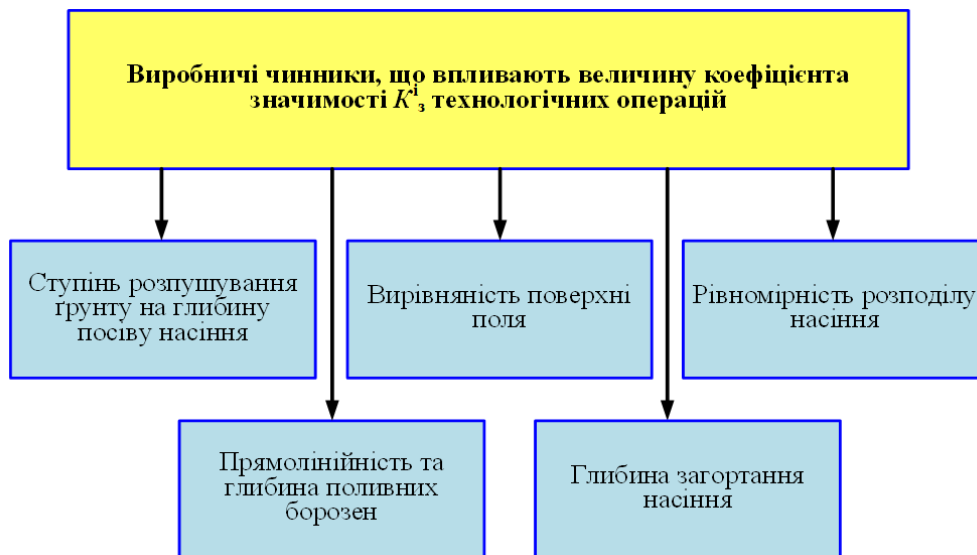 Виробничі чинники, що впливають величину коефіцієнта
значимості Kⁱ₃ технологічних операцій
Ступінь розпушування
ґрунту на глибину
посіву насіння
Вирівняність поверхні
поля
Рівномірність розподілу
насіння
Прямолінійність та
глибина поливних
борозен
Глибина загортання
насіння